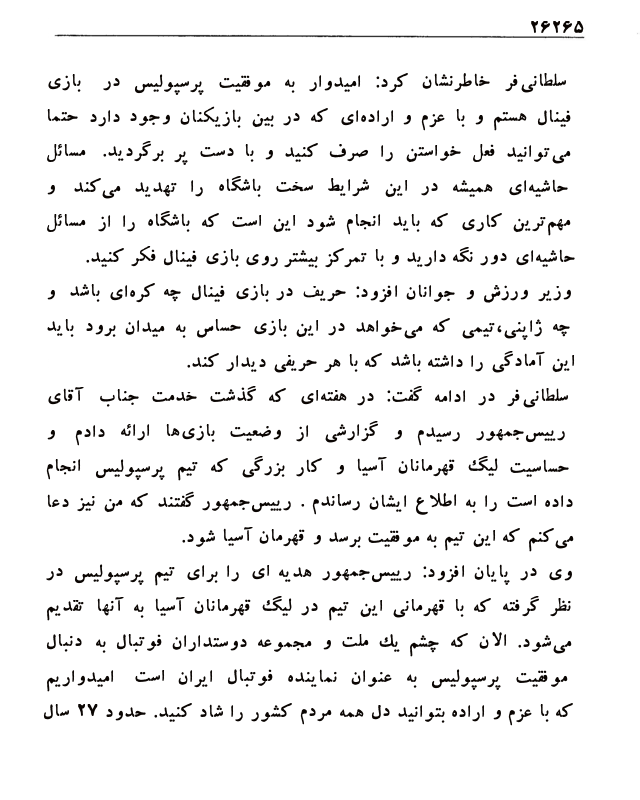 ۲۶۲۶۵
سلطانی‌فر خاطرنشان کرد: امیدوار به موفقیت پرسپولیس در بازی
فینال هستم و با عزم و اراده‌ای که در بین بازیکنان وجود دارد حتما
می‌توانید فعل خواستن را صرف کنید و با دست پر برگردید. مسائل
حاشیه‌ای همیشه در این شرایط سخت باشگاه را تهدید می‌کند و
مهم‌ترین کاری که باید انجام شود این است که باشگاه را از مسائل
حاشیه‌ای دور نگه دارید و با تمرکز بیشتر روی بازی فینال فکر کنید.
وزیر ورزش و جوانان افزود: حریف در بازی فینال چه کره‌ای باشد و
چه ژاپنی،تیمی که می‌خواهد در این بازی حساس به میدان برود باید
این آمادگی را داشته باشد که با هر حریفی دیدار کند.
سلطانی‌فر در ادامه گفت: در هفته‌ای که گذشت خدمت جناب آقای
رییس‌جمهور رسیدم و گزارشی از وضعیت بازی‌ها ارائه دادم و
حساسیت لیگ قهرمانان آسیا و کار بزرگی که تیم پرسپولیس انجام
داده است را به اطلاع ایشان رساندم . رییس‌جمهور گفتند که من نیز دعا
می‌کنم که این تیم به موفقیت برسد و قهرمان آسیا شود.
وی در پایان افزود: رییس‌جمهور هدیه ای را برای تیم پرسپولیس در
نظر گرفته که با قهرمانی این تیم در لیگ قهرمانان آسیا به آنها تقدیم
می‌شود. الان که چشم یك ملت و مجموعه دوستداران فوتبال به دنبال
موفقیت پرسپولیس به عنوان نماینده فوتبال ایران است امیدواریم
که با عزم و اراده بتوانید دل همه مردم کشور را شاد کنید. حدود ۲۷ سال